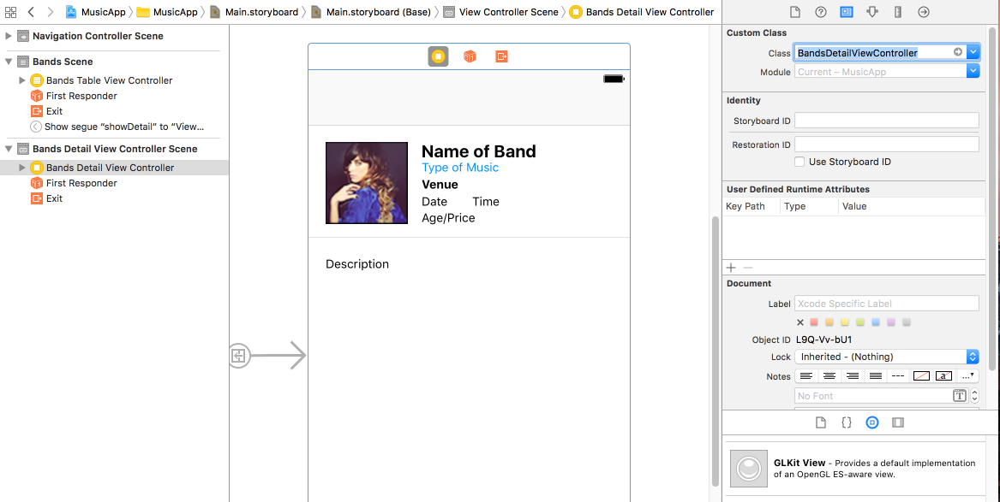 MusicApp MusicApp Main.storyboard Main.storyboard (Base) View Controller Scene Bands Detail View Controller
Navigation Controller Scene
Bands Scene
Bands Table View Controller
First Responder
Exit
Show segue “showDetail” to “View...
Bands Detail View Controller Scene
Bands Detail View Controller
First Responder
Exit
Name of Band
Type of Music
Venue
Date Time
Age/Price
Description
Custom Class
Class BandsDetailViewController
Module Current – MusicApp
Identity
Storyboard ID
Restoration ID
Use Storyboard ID
User Defined Runtime Attributes
Key Path Type Value
Document
Label Xcode Specific Label
Object ID L9Q-Vv-bU1
Lock Inherited - (Nothing)
Notes
No Font
GLKit View - Provides a default implementation
of an OpenGL ES-aware view.